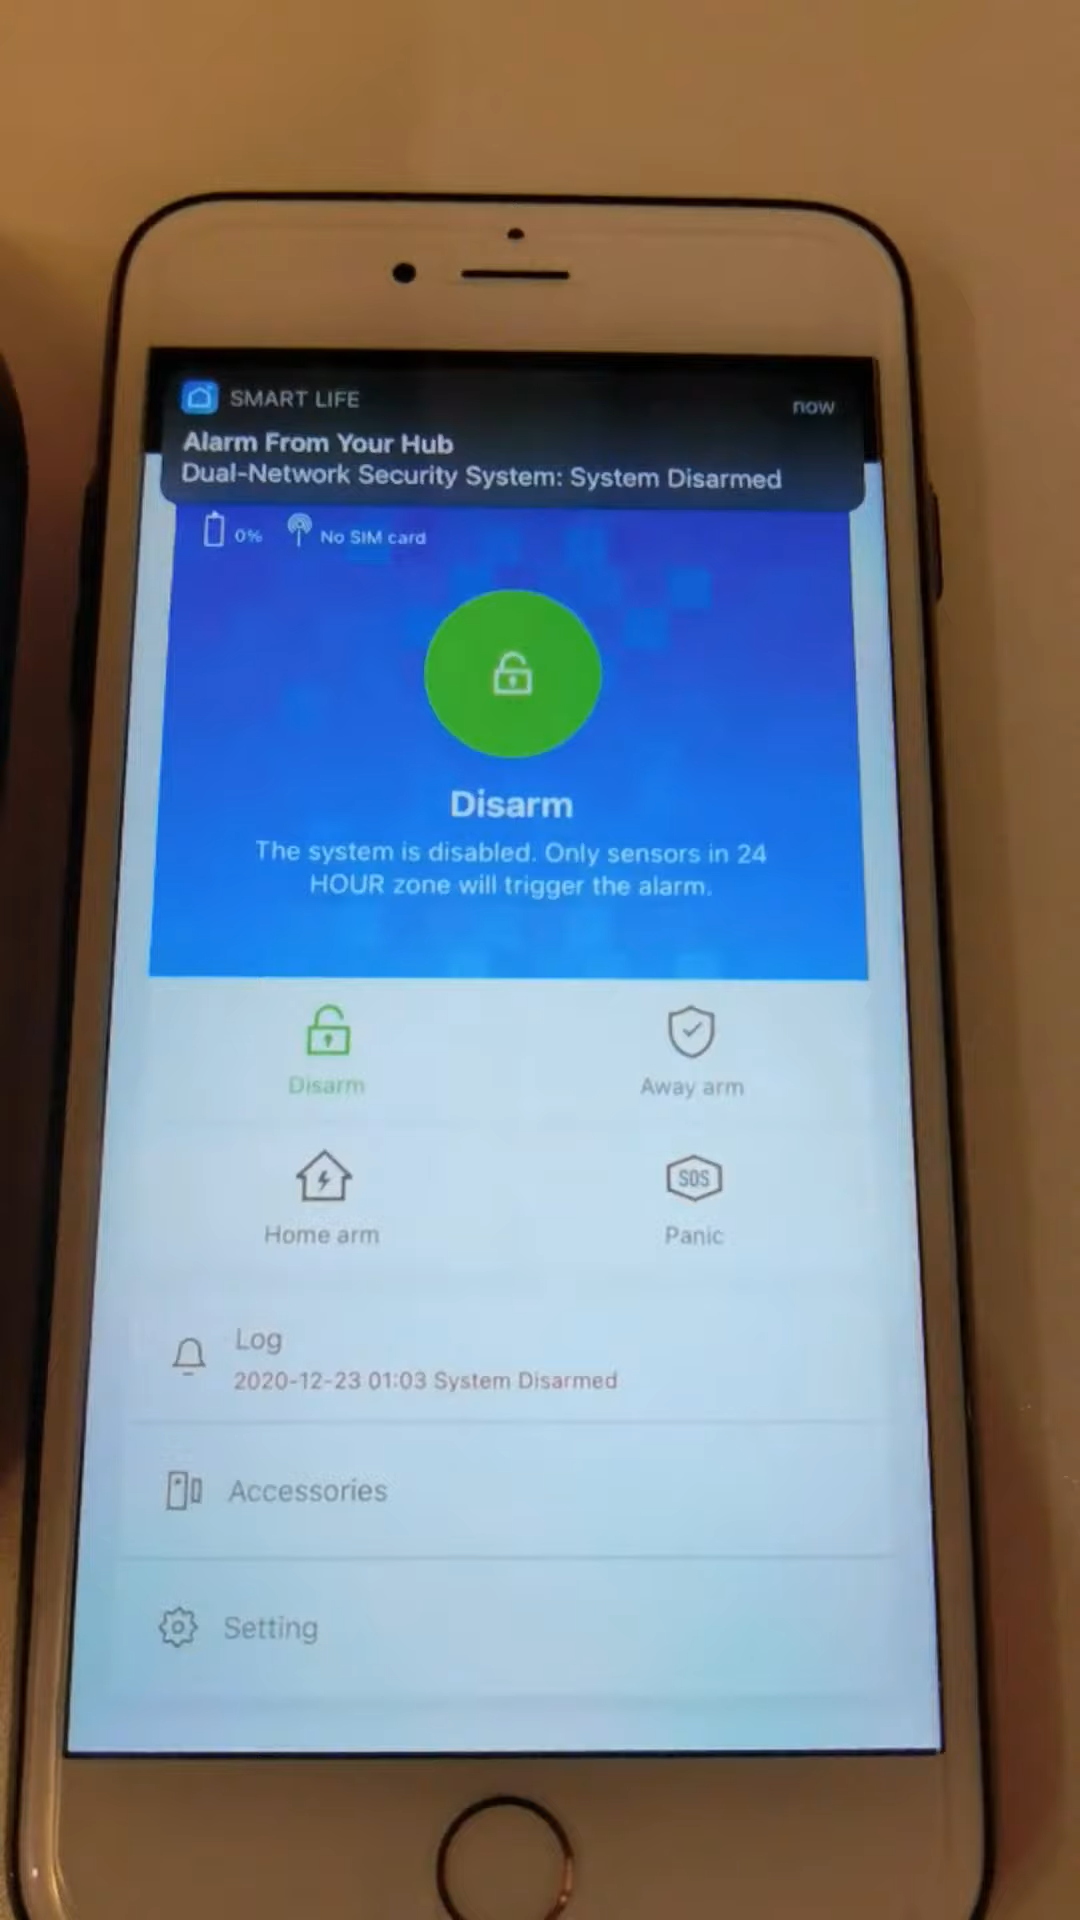 SMART LIFE
now
Alarm From Your Hub
Dual-Network Security System: System Disarmed
0%
No SIM card
Disarm
The system is disabled. Only sensors in 24
HOUR zone will trigger the alarm.
Disarm
Away arm
Home arm
SOS
Panic
Log
2020-12-23 01:03 System Disarmed
Accessories
Setting